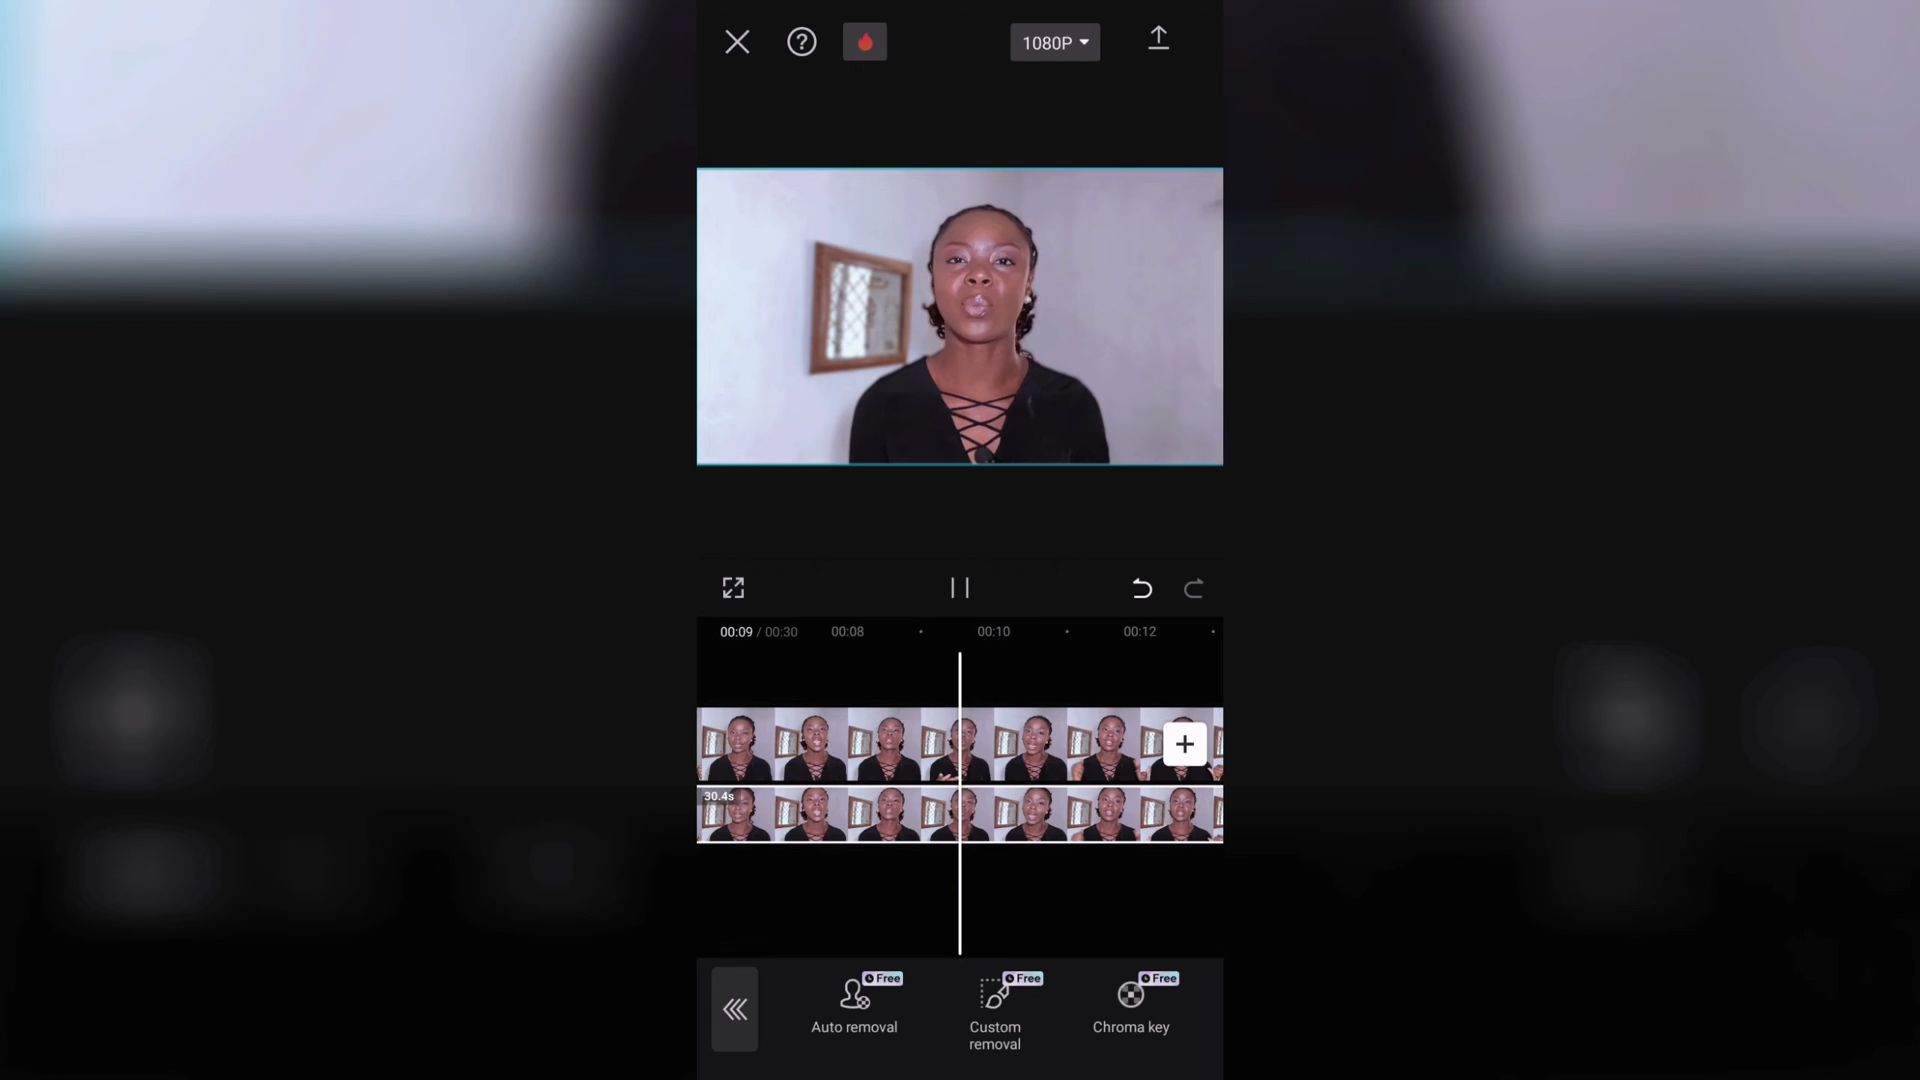 1080P
00:09 / 00:30 00:08 00:10 00:12
30.4s
Free Free Free
Auto removal
Custom
removal
Chroma key